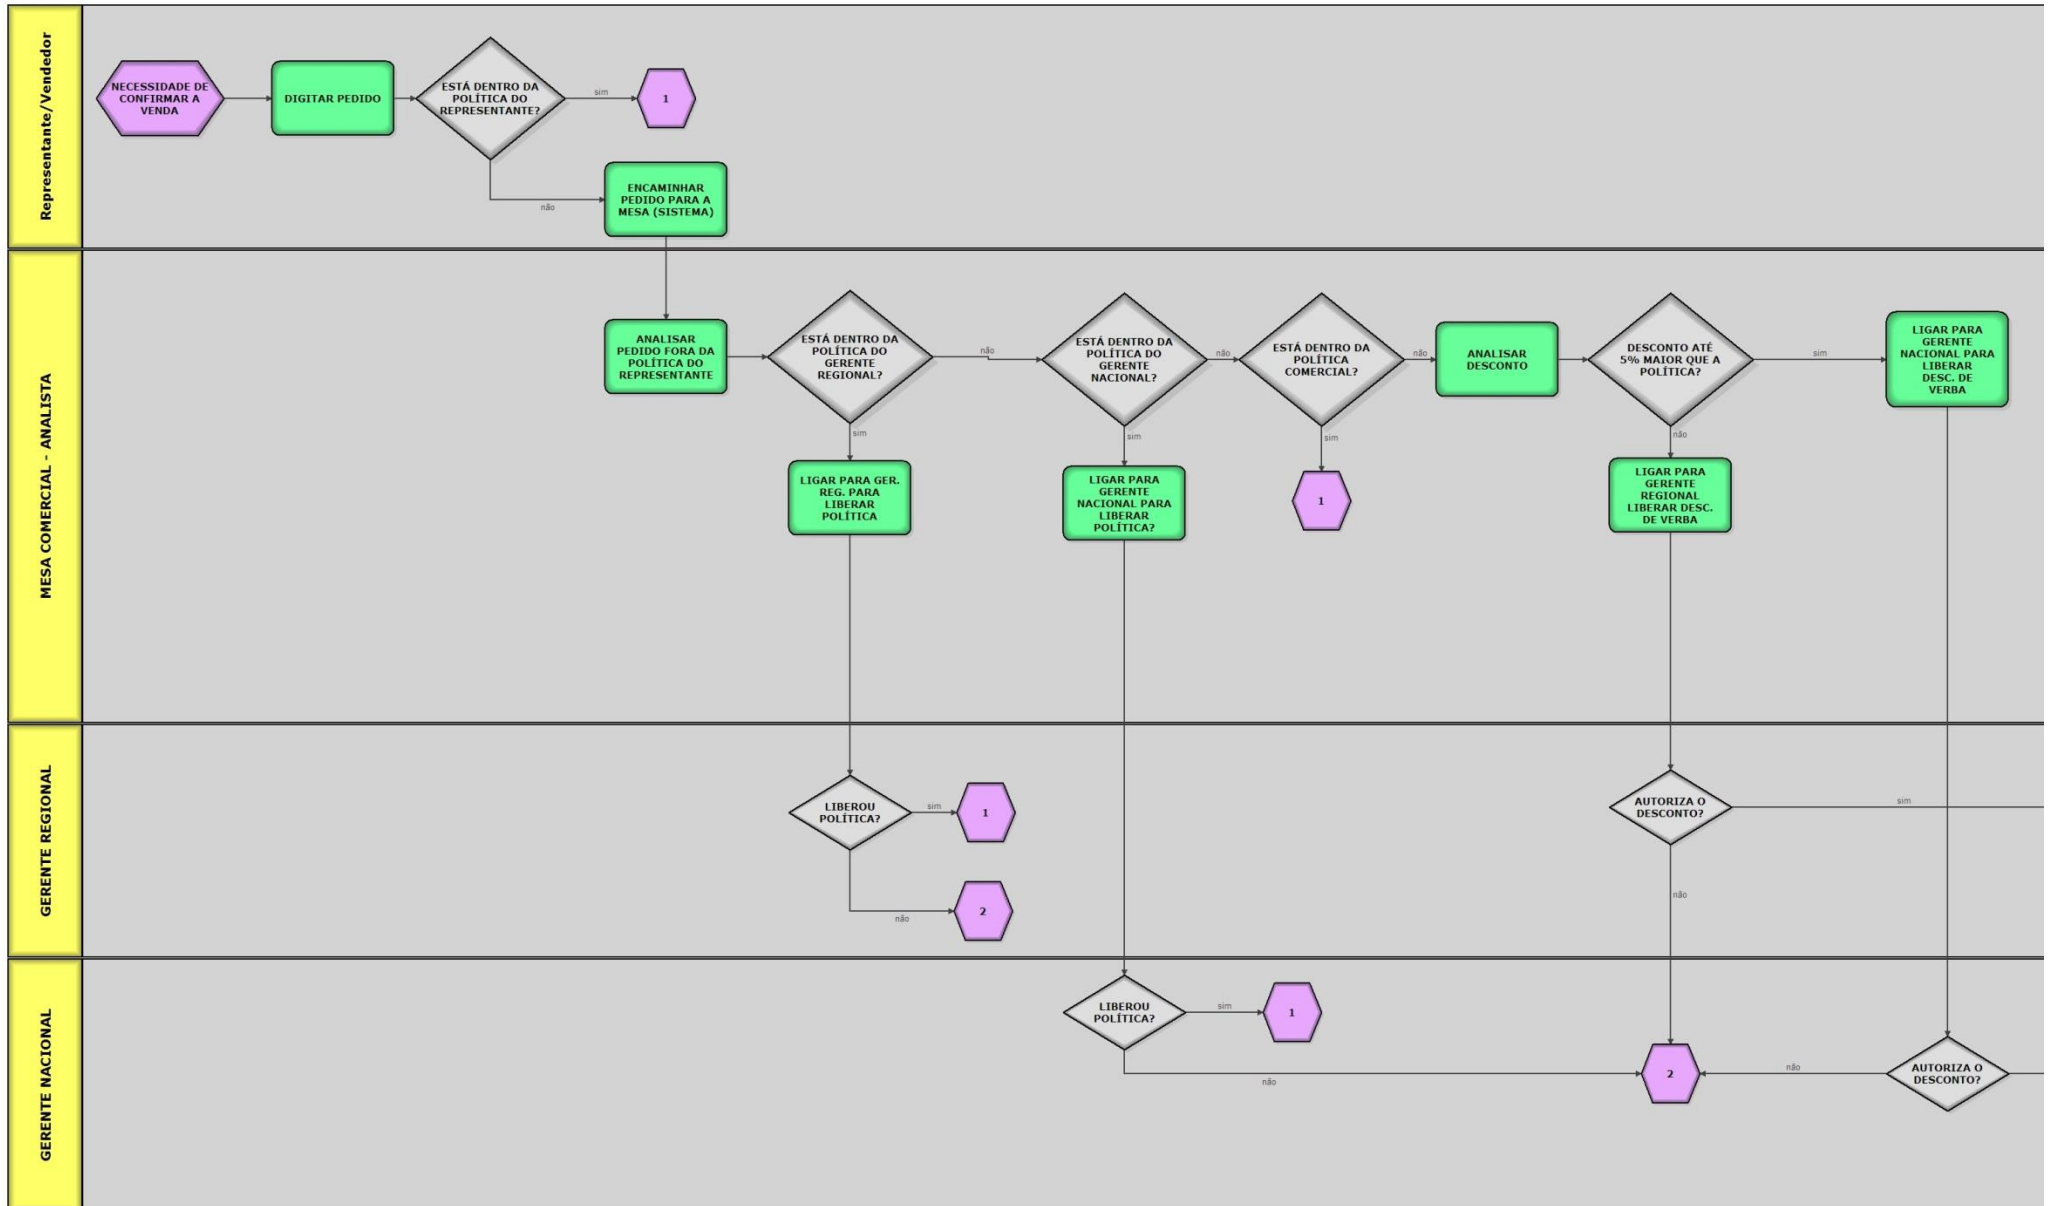 Representante/Vendedor
NECESSIDADE DE
CONFIRMAR A
VENDA
DIGITAR PEDIDO
ESTÁ DENTRO DA
POLÍTICA DO
REPRESENTANTE?
sim
1
não
ENCAMINHAR
PEDIDO PARA A
MESA (SISTEMA)
MESA COMERCIAL - ANALISTA
ANALISAR
PEDIDO FORA DA
POLÍTICA DO
REPRESENTANTE
ESTÁ DENTRO DA
POLÍTICA DO
GERENTE
REGIONAL?
não
sim
LIGAR PARA GER.
REG. PARA
LIBERAR
POLÍTICA
ESTÁ DENTRO DA
POLÍTICA DO
GERENTE
NACIONAL?
não
sim
LIGAR PARA
GERENTE
NACIONAL PARA
LIBERAR
POLÍTICA?
ESTÁ DENTRO DA
POLÍTICA
COMERCIAL?
não
sim
1
ANALISAR
DESCONTO
DESCONTO ATÉ
5% MAIOR QUE A
POLÍTICA?
sim
não
LIGAR PARA
GERENTE
REGIONAL
LIBERAR DESC.
DE VERBA
LIGAR PARA
GERENTE
NACIONAL PARA
LIBERAR
DESC. DE
VERBA
GERENTE REGIONAL
LIBEROU
POLÍTICA?
sim
1
não
2
AUTORIZA O
DESCONTO?
sim
não
GERENTE NACIONAL
LIBEROU
POLÍTICA?
sim
1
não
2
não
AUTORIZA O
DESCONTO?